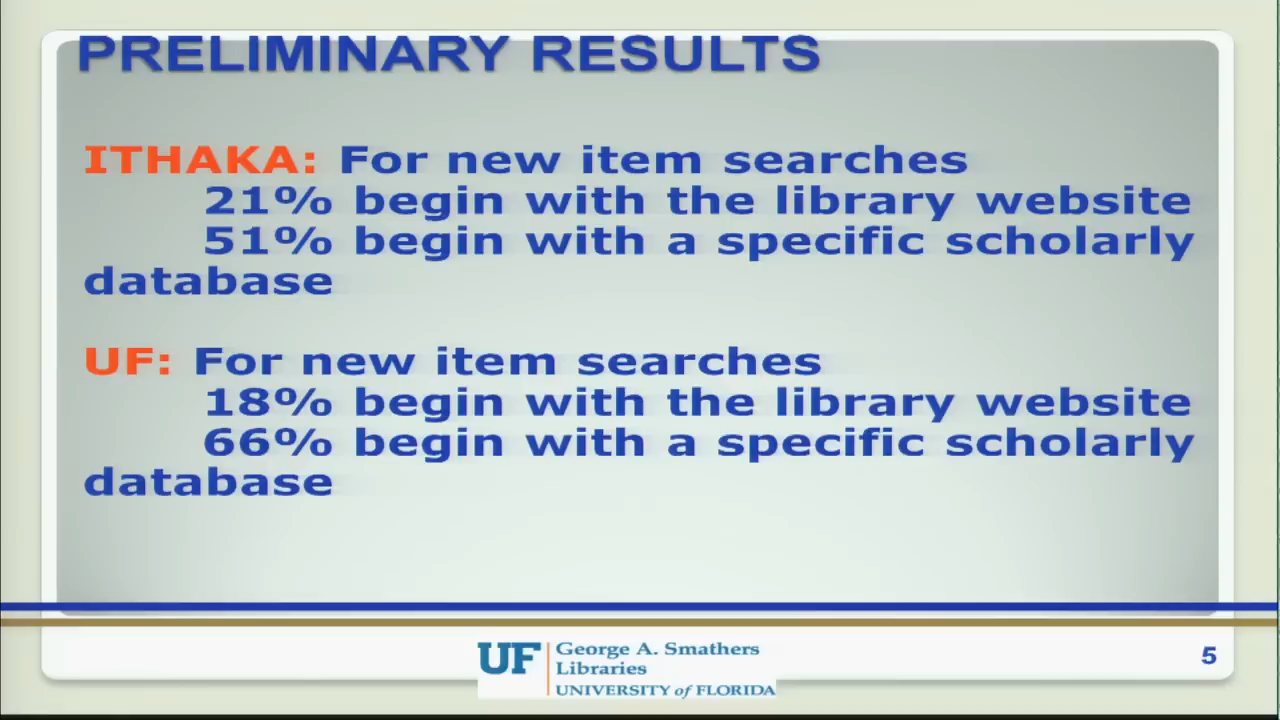 PRELIMINARY RESULTS
ITHAKA: For new item searches
21% begin with the library website
51% begin with a specific scholarly
database
UF: For new item searches
18% begin with the library website
66% begin with a specific scholarly
database
UF George A. Smathers
Libraries
UNIVERSITY of FLORIDA
5